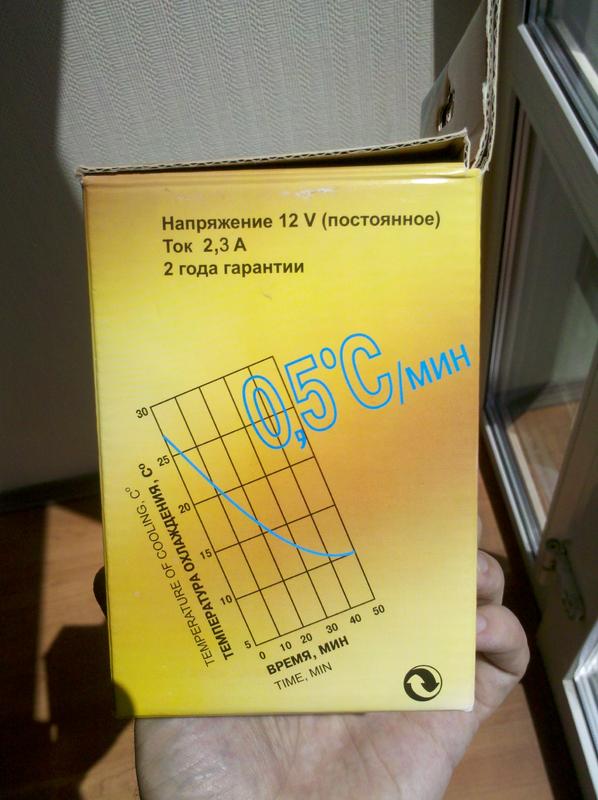 Напряжение 12 V (постоянное)
Ток 2,3 А
2 года гарантии
0,5°C/мин
30
25
20
15
10
5
TEMPERATURE OF COOLING, C°
ТЕМПЕРАТУРА ОХЛАЖДЕНИЯ, C°
0 10 20 30 40 50
ВРЕМЯ, МИН
TIME, MIN